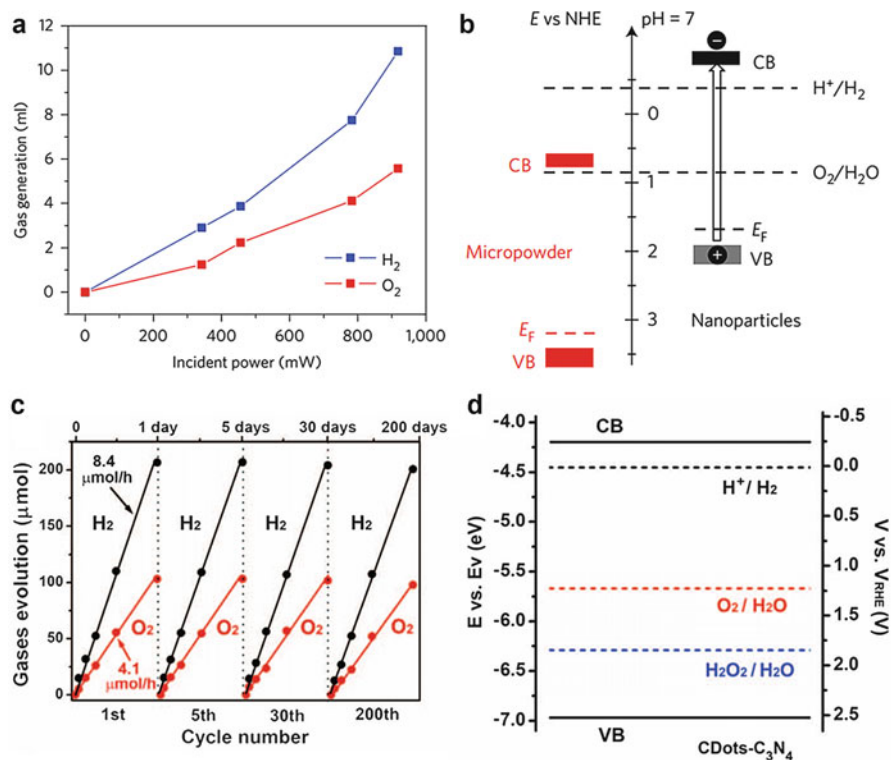 a
12
10
8
6
4
2
0
Gas generation (ml)
H2
O2
0 200 400 600 800 1,000
Incident power (mW)
b
E vs NHE pH = 7
−
CB
H+/H2
0
CB
O2/H2O
1
EF
Micropowder 2 + VB
3 Nanoparticles
EF
VB
c
0 1 day 5 days 30 days 200 days
200
150
100
50
0
Gases evolution (μmol)
8.4
μmol/h
H2 H2 H2 H2
O2 O2 O2 O2
4.1
μmol/h
1st 5th 30th 200th
Cycle number
d
-4.0
-4.5
-5.0
-5.5
-6.0
-6.5
-7.0
E vs. Ev (eV)
CB
H+/ H2
O2 / H2O
H2O2 / H2O
VB CDots-C3N4
-0.5
0.0
0.5
1.0
1.5
2.0
2.5
V vs. VRHE (V)